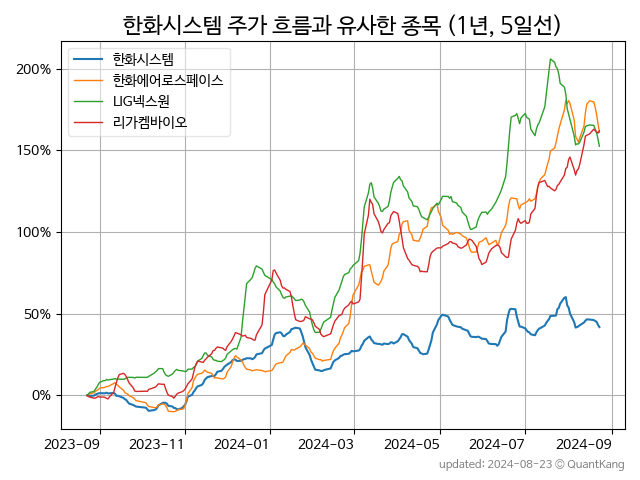 한화시스템 주가 흐름과 유사한 종목 (1년, 5일선)
한화시스템
한화에어로스페이스
LIG넥스원
리가켐바이오
200%
150%
100%
50%
0%
2023-09 2023-11 2024-01 2024-03 2024-05 2024-07 2024-09
updated: 2024-08-23 © QuantKang